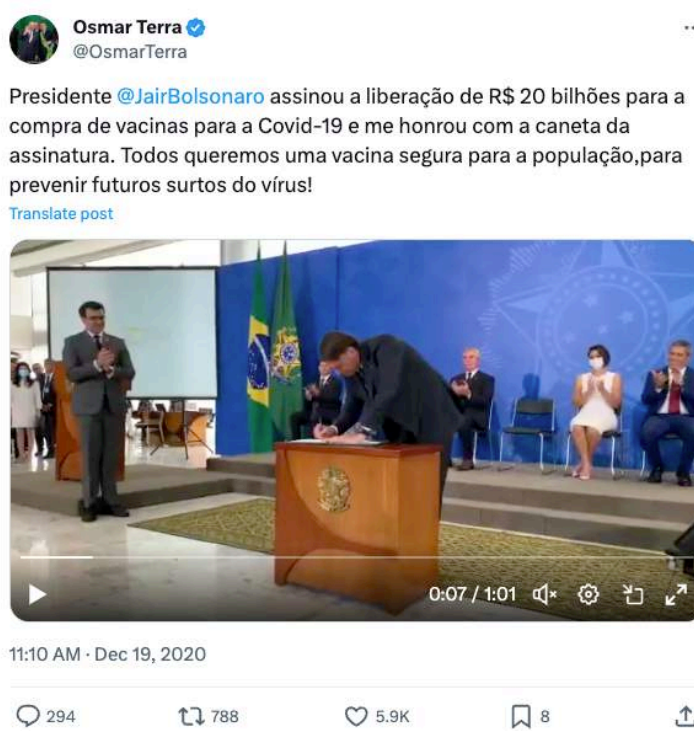 Osmar Terra
@OsmarTerra
Presidente @JairBolsonaro assinou a liberação de R$ 20 bilhões para a
compra de vacinas para a Covid-19 e me honrou com a caneta da
assinatura. Todos queremos uma vacina segura para a população,para
prevenir futuros surtos do vírus!
Translate post
0:07 / 1:01
11:10 AM · Dec 19, 2020
294 788 5.9K 8